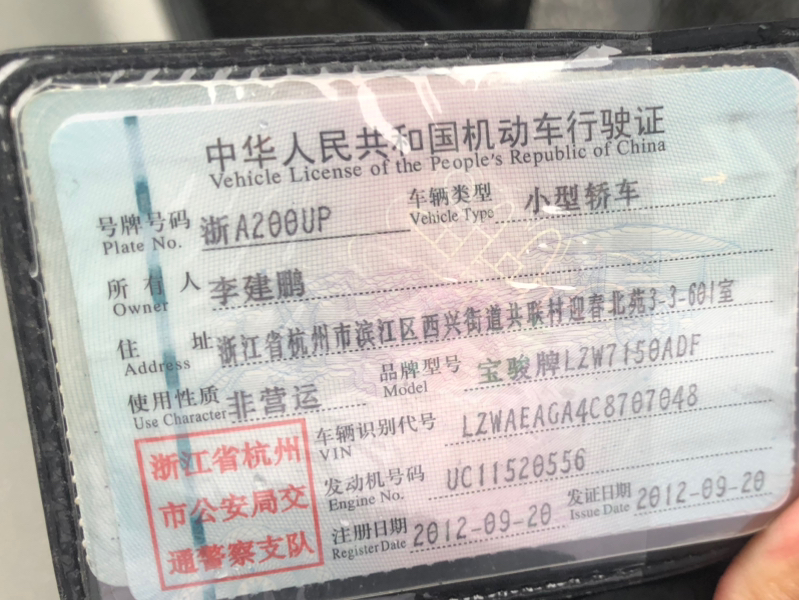 中华人民共和国机动车行驶证
Vehicle License of the People's Republic of China
号牌号码 浙A200UP 车辆类型 小型轿车
Plate No. Vehicle Type
所有人 李建鹏
Owner
住址 浙江省杭州市滨江区西兴街道共联村迎春北苑3-3-601室
Address
使用性质 非营运 品牌型号 宝骏牌LZW7150ADF
Use Character Model
浙江省杭州
市公安局交
通警察支队
车辆识别代号 LZWAEAGA4C8707048
VIN
发动机号码 UC11520556
Engine No.
注册日期 2012-09-20 发证日期 2012-09-20
Register Date Issue Date